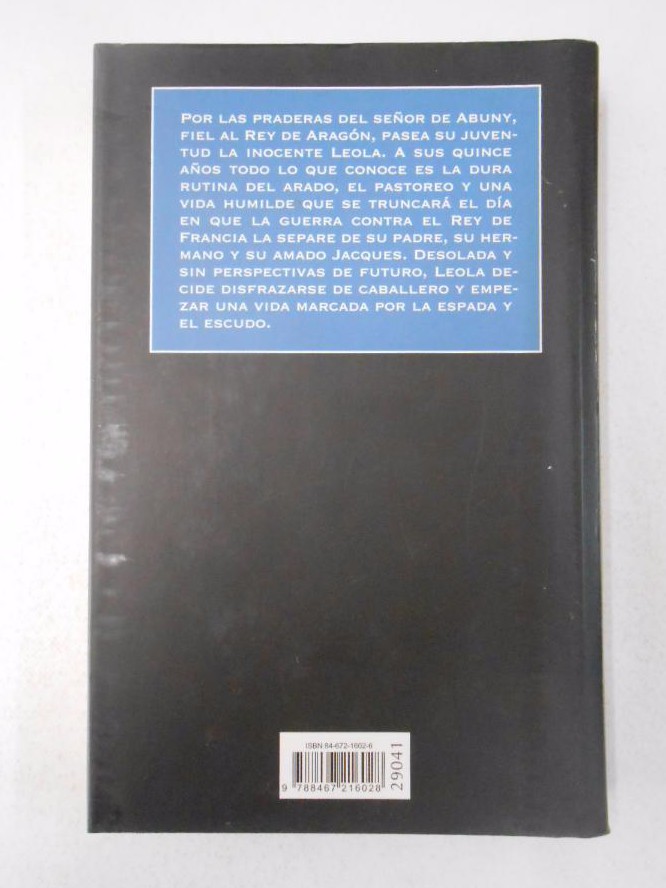 POR LAS PRADERAS DEL SEÑOR DE ABUNY,
FIEL AL REY DE ARAGÓN, PASEA SU JUVEN-
TUD LA INOCENTE LEOLA. A SUS QUINCE
AÑOS TODO LO QUE CONOCE ES LA DURA
RUTINA DEL ARADO, EL PASTOREO Y UNA
VIDA HUMILDE QUE SE TRUNCARÁ EL DÍA
EN QUE LA GUERRA CONTRA EL REY DE
FRANCIA LA SEPARE DE SU PADRE, SU HER-
MANO Y SU AMADO JACQUES. DESOLADA Y
SIN PERSPECTIVAS DE FUTURO, LEOLA DE-
CIDE DISFRAZARSE DE CABALLERO Y EMPE-
ZAR UNA VIDA MARCADA POR LA ESPADA Y
EL ESCUDO.
ISBN 84-672-1602-6
9 788467 216028
29041